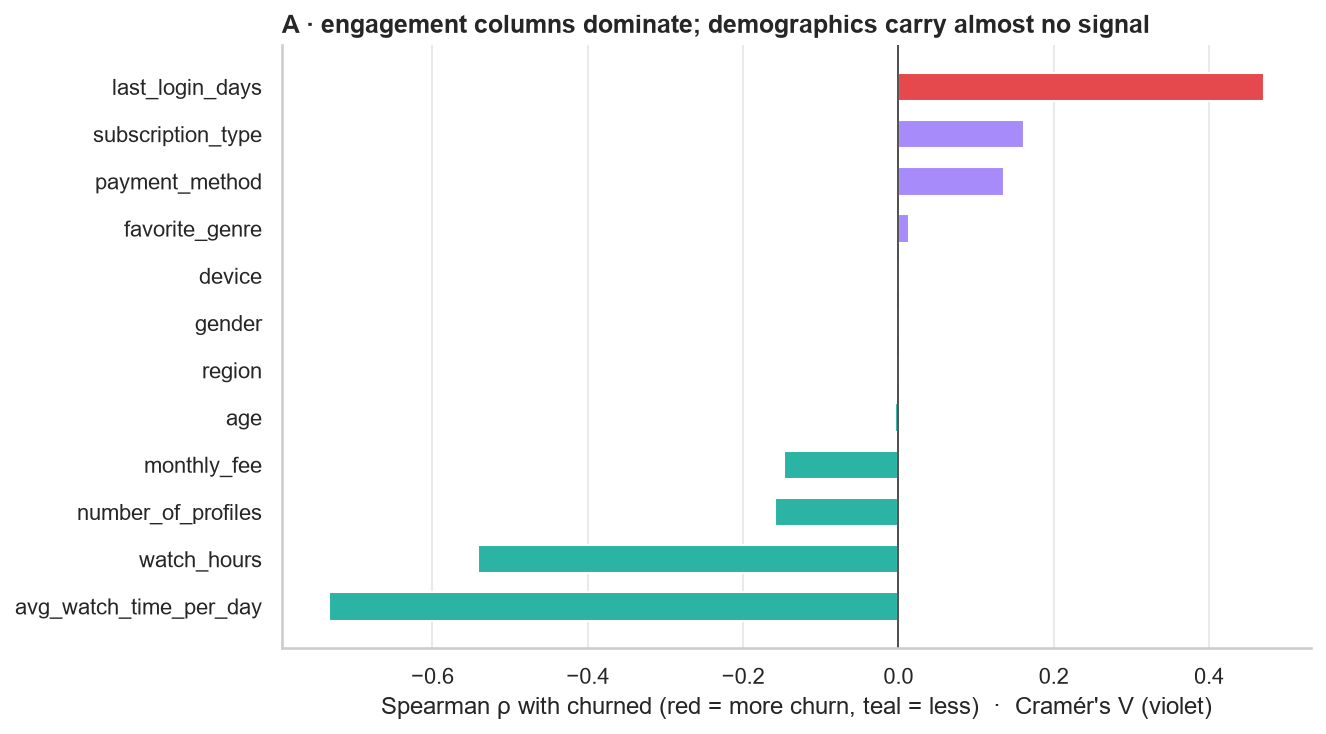 A · engagement columns dominate; demographics carry almost no signal
last_login_days
subscription_type
payment_method
favorite_genre
device
gender
region
age
monthly_fee
number_of_profiles
watch_hours
avg_watch_time_per_day
−0.6 −0.4 −0.2 0.0 0.2 0.4
Spearman ρ with churned (red = more churn, teal = less) · Cramér's V (violet)